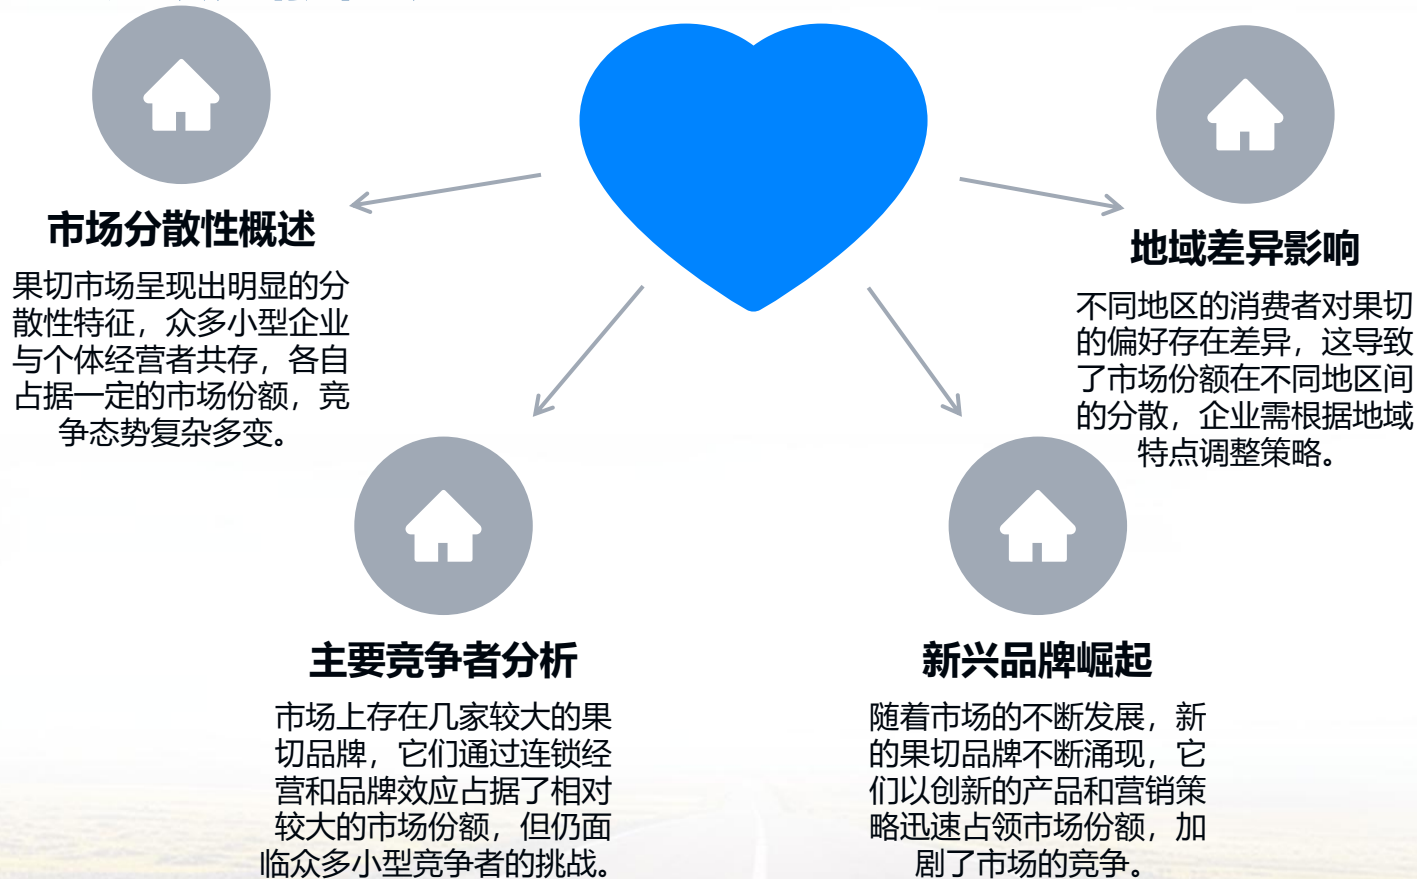 市场分散性概述
果切市场呈现出明显的分
散性特征，众多小型企业
与个体经营者共存，各自
占据一定的市场份额，竞
争态势复杂多变。
地域差异影响
不同地区的消费者对果切
的偏好存在差异，这导致
了市场份额在不同地区间
的分散，企业需根据地域
特点调整策略。
主要竞争者分析
市场上存在几家较大的果
切品牌，它们通过连锁经
营和品牌效应占据了相对
较大的市场份额，但仍面
临众多小型竞争者的挑战。
新兴品牌崛起
随着市场的不断发展，新
的果切品牌不断涌现，它
们以创新的产品和营销策
略迅速占领市场份额，加
剧了市场的竞争。